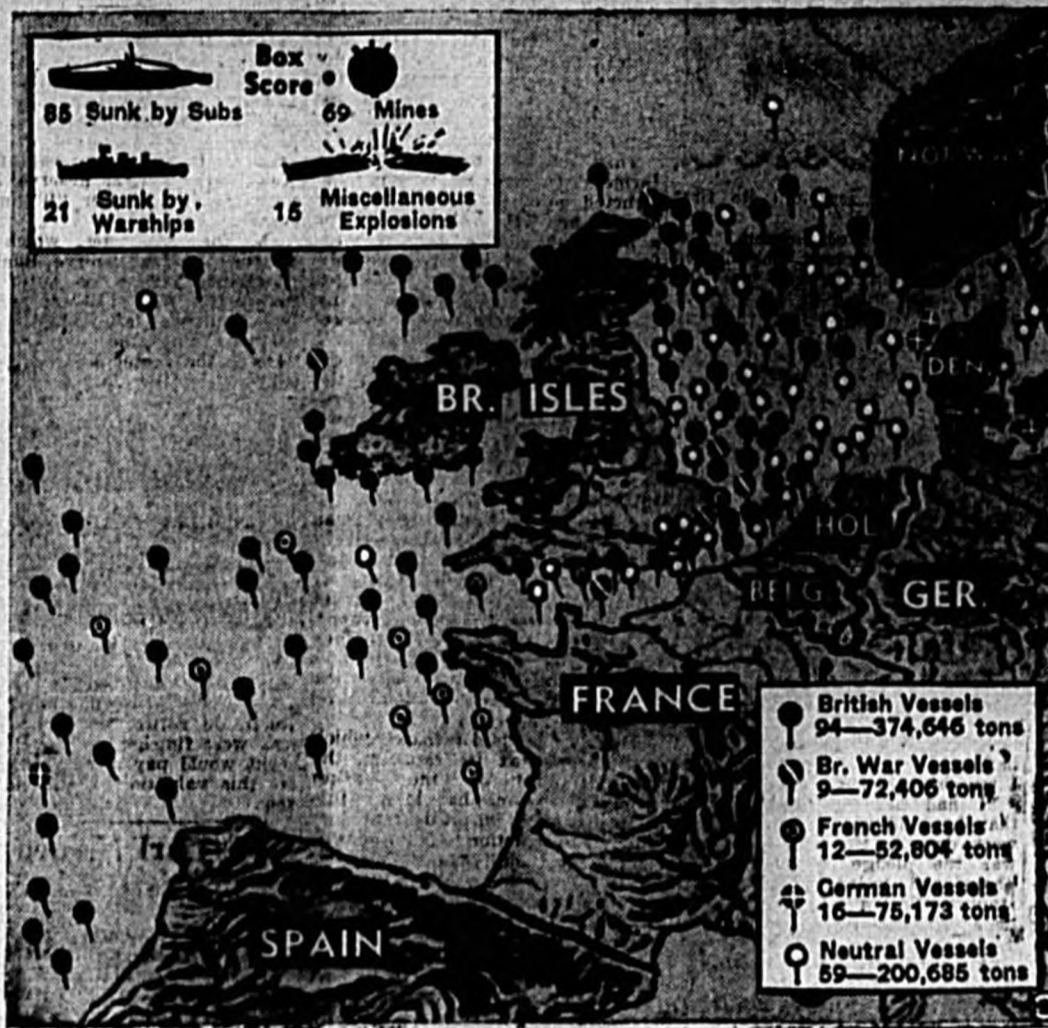 Box
Score
85 Sunk by Subs
69 Mines
21 Sunk by
Warships
15 Miscellaneous
Explosions
NORWAY
BR. ISLES
DEN.
HOL.
BELG.
GER.
FRANCE
SPAIN
British Vessels
94—374,646 tons
Br. War Vessels
9—72,406 tons
French Vessels
12—52,804 tons
German Vessels
16—75,173 tons
Neutral Vessels
59—200,685 tons